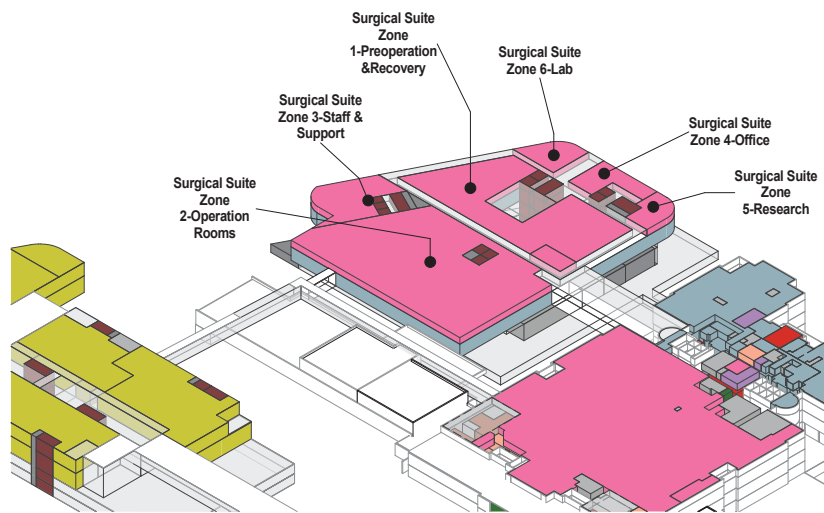 Surgical Suite
Zone
1-Preoperation
&Recovery
Surgical Suite
Zone 6-Lab
Surgical Suite
Zone 3-Staff &
Support
Surgical Suite
Zone 4-Office
Surgical Suite
Zone
2-Operation
Rooms
Surgical Suite
Zone
5-Research